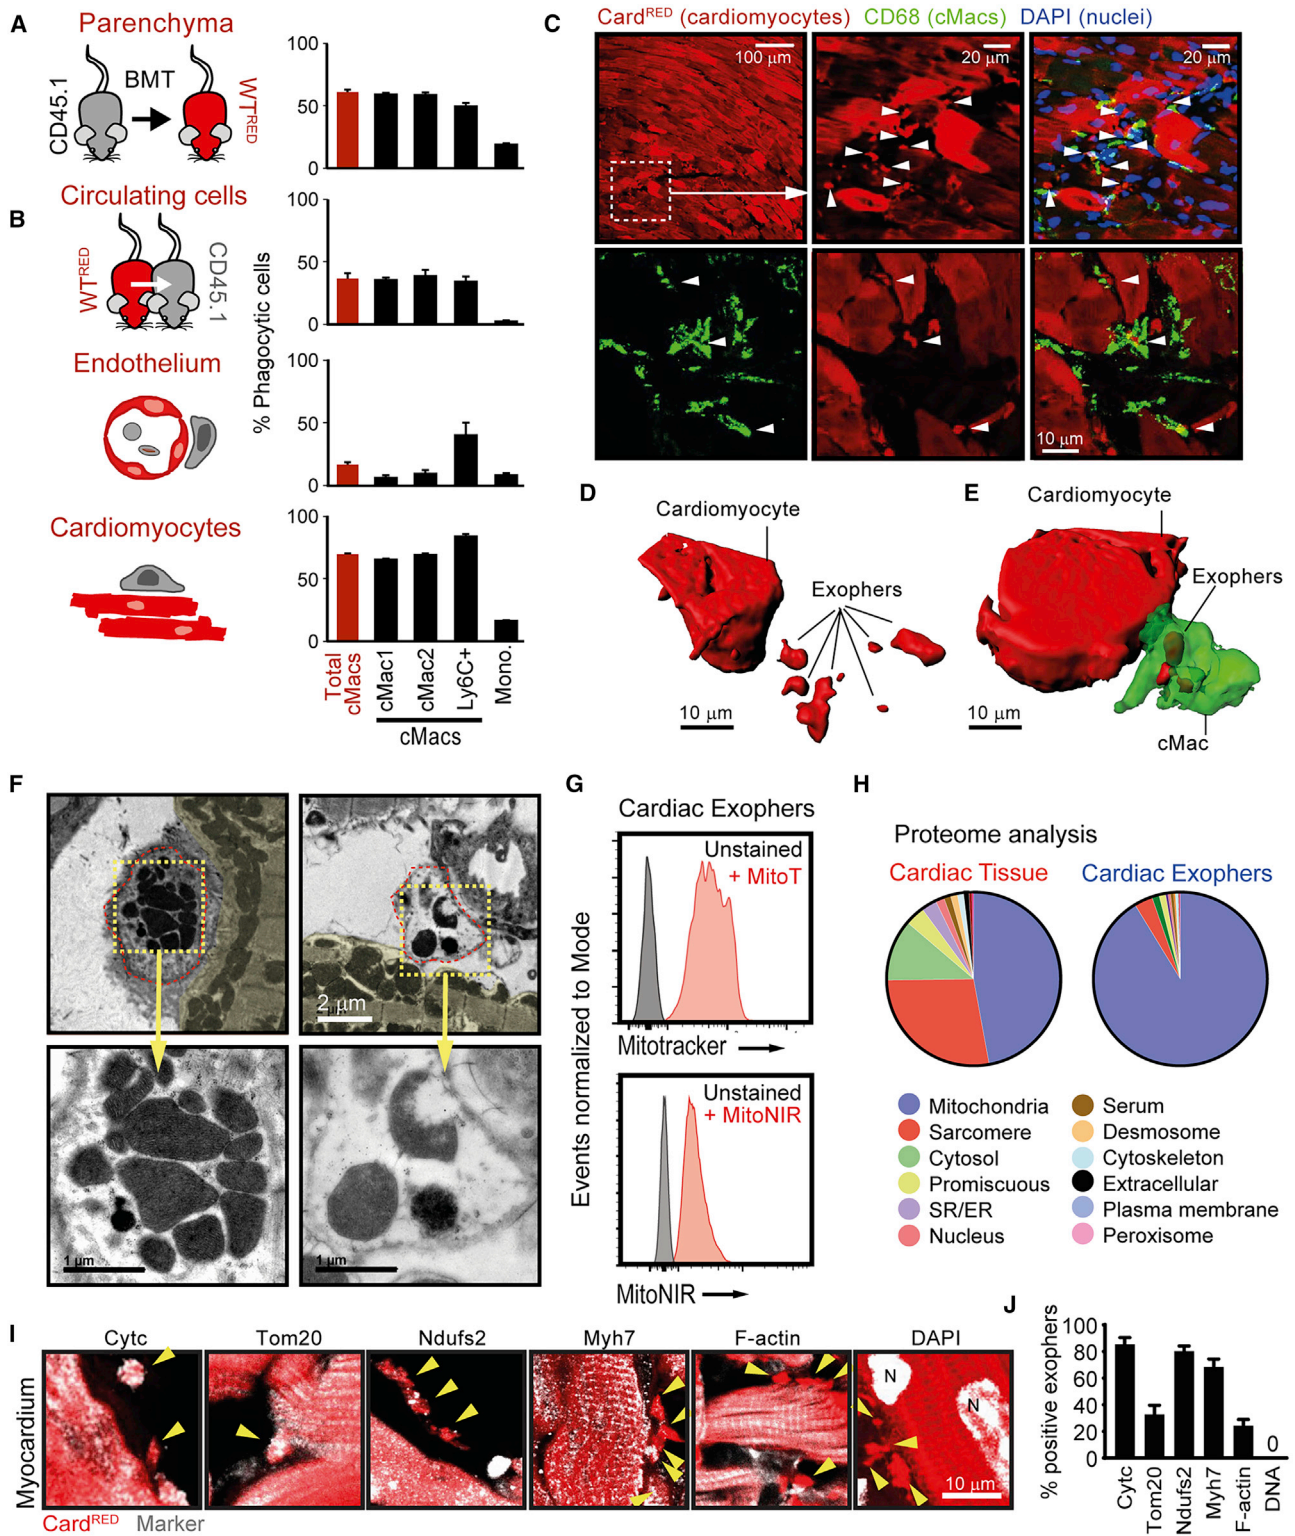 A
Parenchyma
CD45.1
BMT
WTRED
100
50
0
B
Circulating cells
WTRED
CD45.1
100
50
0
Endothelium
100
50
0
Cardiomyocytes
100
50
0
% Phagocytic cells
Total cMacs
cMac1
cMac2
Ly6C+
Mono.
cMacs
C
CardRED (cardiomyocytes) CD68 (cMacs) DAPI (nuclei)
100 µm
20 µm
20 µm
10 µm
D
Cardiomyocyte
Exophers
10 µm
E
Cardiomyocyte
Exophers
10 µm
cMac
F
2 µm
1 µm
1 µm
G
Cardiac Exophers
Events normalized to Mode
Unstained
+ MitoT
Mitotracker
Unstained
+ MitoNIR
MitoNIR
H
Proteome analysis
Cardiac Tissue
Cardiac Exophers
Mitochondria
Sarcomere
Cytosol
Promiscuous
SR/ER
Nucleus
Serum
Desmosome
Cytoskeleton
Extracellular
Plasma membrane
Peroxisome
I
Cytc
Tom20
Ndufs2
Myh7
F-actin
DAPI
Myocardium
N
N
10 µm
CardRED Marker
J
% positive exophers
100
80
60
40
20
0
0
Cytc
Tom20
Ndufs2
Myh7
F-actin
DNA